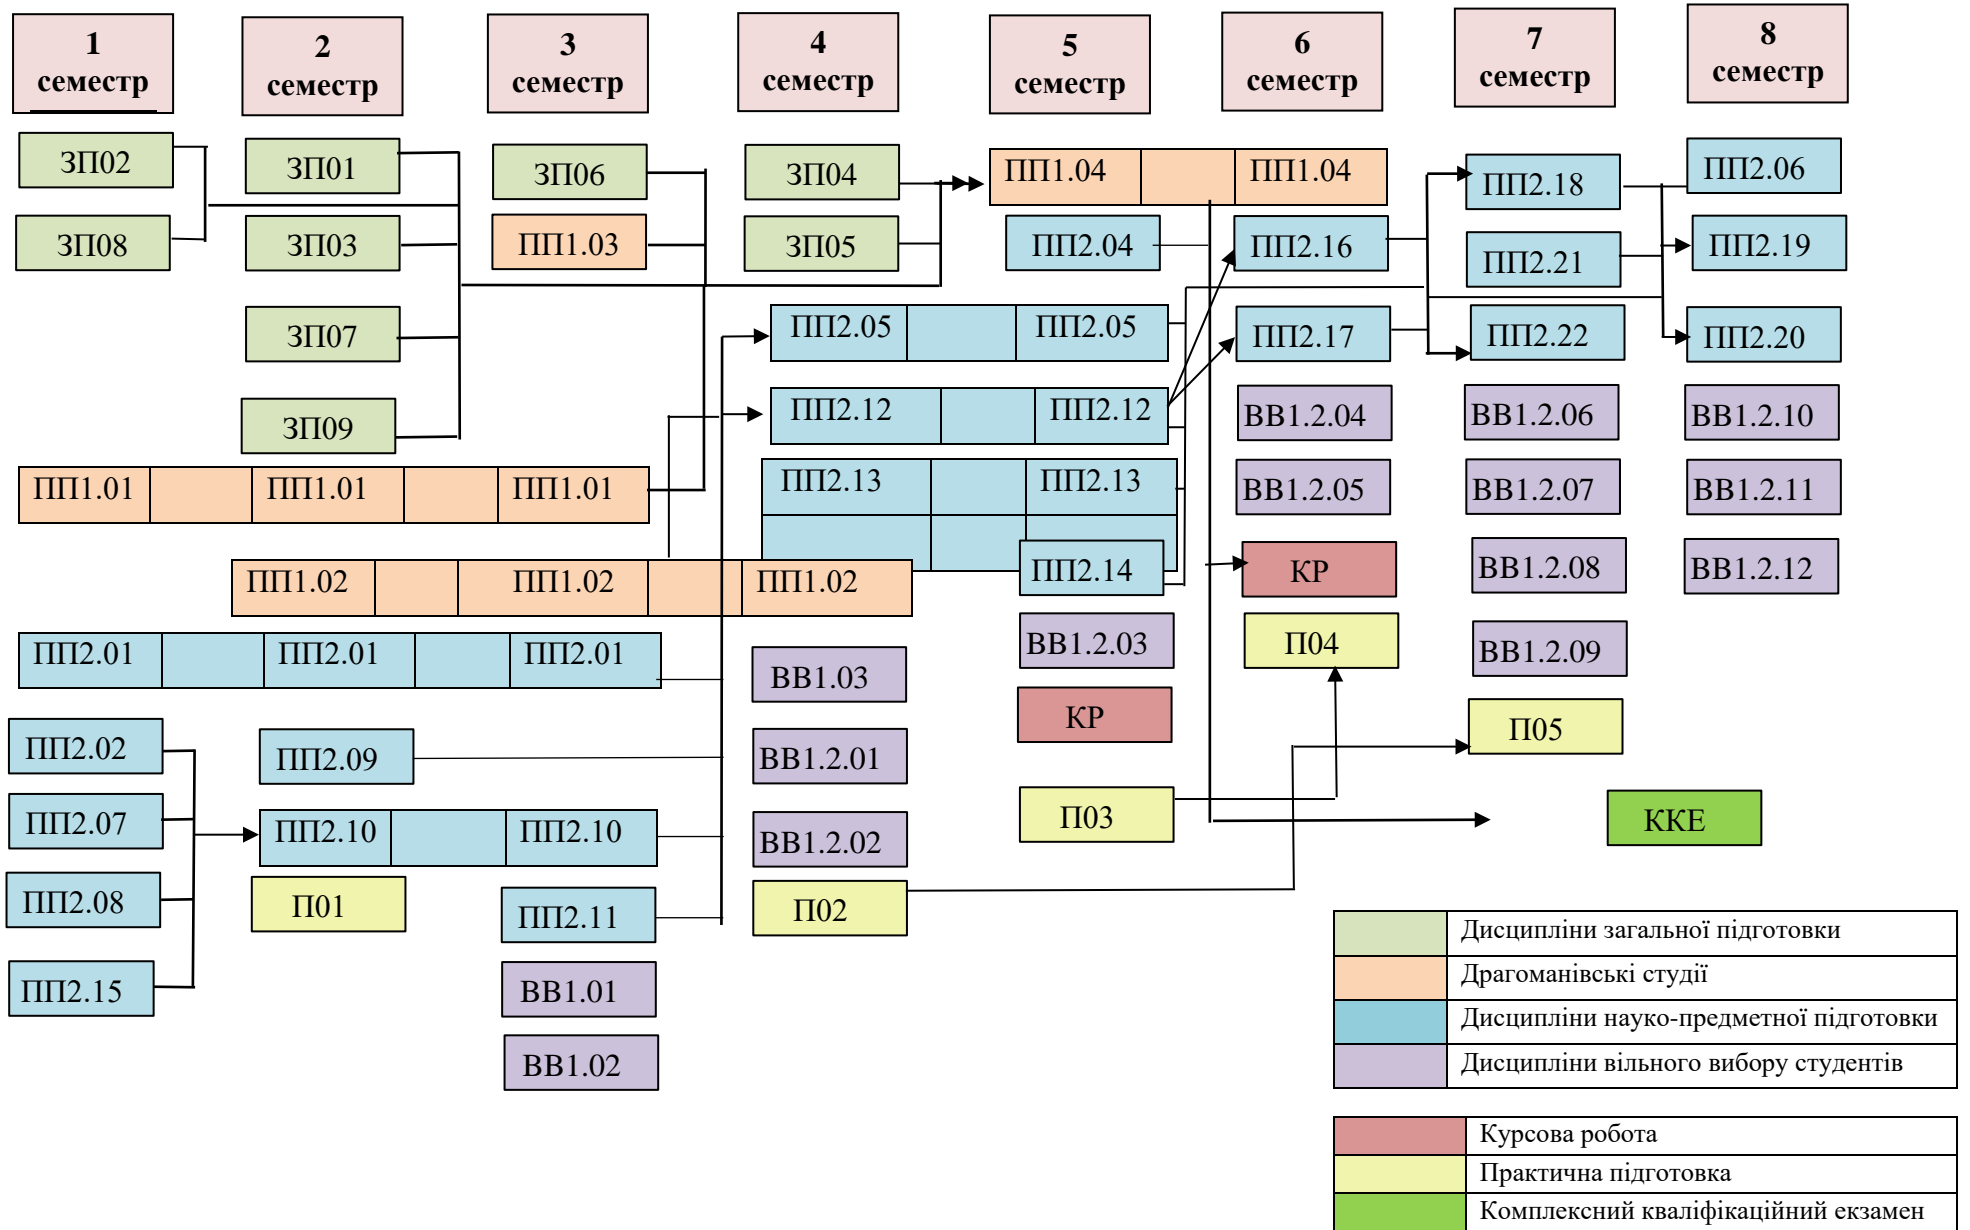 1
семестр
2
семестр
3
семестр
4
семестр
5
семестр
6
семестр
7
семестр
8
семестр
ЗП02
ЗП01
ЗП06
ЗП04
ПП1.04
ПП1.04
ПП2.18
ПП2.06
ЗП08
ЗП03
ПП1.03
ЗП05
ПП2.04
ПП2.16
ПП2.21
ПП2.19
ЗП07
ПП2.05
ПП2.05
ПП2.17
ПП2.22
ПП2.20
ЗП09
ПП2.12
ПП2.12
ВВ1.2.04
ВВ1.2.06
ВВ1.2.10
ПП1.01
ПП1.01
ПП1.01
ПП2.13
ПП2.13
ВВ1.2.05
ВВ1.2.07
ВВ1.2.11
ПП1.02
ПП1.02
ПП1.02
ПП2.14
КР
ВВ1.2.08
ВВ1.2.12
ПП2.01
ПП2.01
ПП2.01
ВВ1.03
ВВ1.2.03
П04
ВВ1.2.09
ПП2.02
ПП2.09
ВВ1.2.01
КР
П05
ПП2.07
ПП2.10
ПП2.10
ВВ1.2.02
П03
ККЕ
ПП2.08
П01
ПП2.11
П02
ПП2.15
ВВ1.01
ВВ1.02
Дисципліни загальної підготовки
Драгоманівські студії
Дисципліни науко-предметної підготовки
Дисципліни вільного вибору студентів
Курсова робота
Практична підготовка
Комплексний кваліфікаційний екзамен